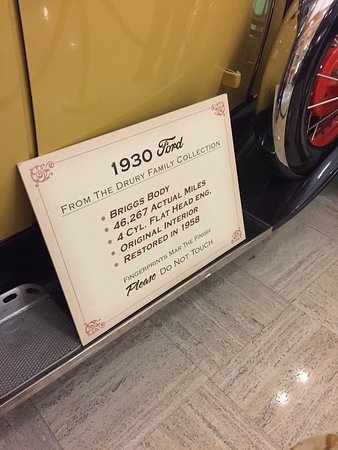 1930 Ford
From The Drury Family Collection
• Briggs Body
• 46,267 Actual Miles
• 4 Cyl. Flat Head Eng.
• Original Interior
• Restored in 1958
Fingerprints Mar The Finish
Please Do Not Touch